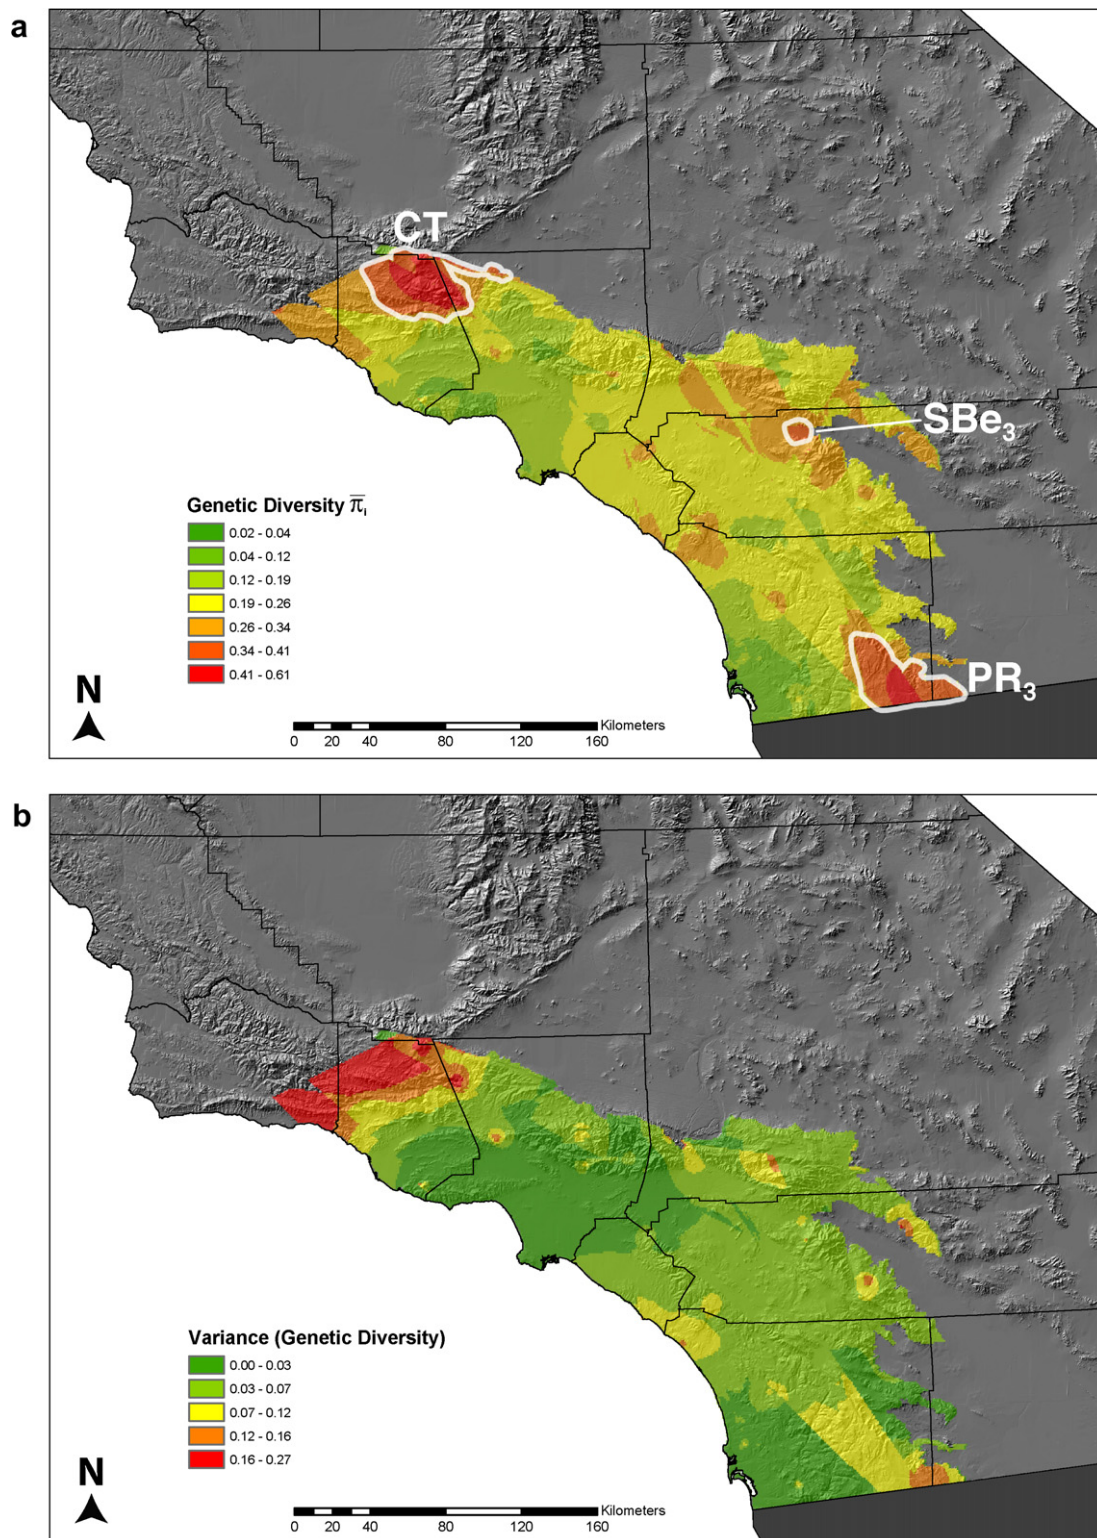 a
CT
SBe₃
Genetic Diversity π̅ᵢ
0.02 - 0.04
0.04 - 0.12
0.12 - 0.19
0.19 - 0.26
0.26 - 0.34
0.34 - 0.41
0.41 - 0.61
PR₃
N
Kilometers
0 20 40 80 120 160
b
Variance (Genetic Diversity)
0.00 - 0.03
0.03 - 0.07
0.07 - 0.12
0.12 - 0.16
0.16 - 0.27
N
Kilometers
0 20 40 80 120 160